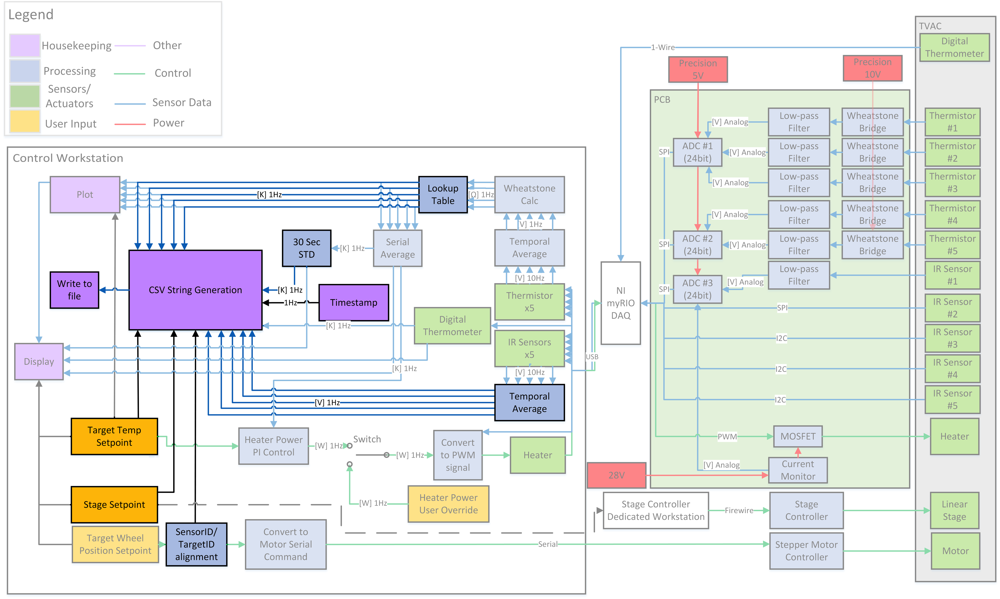 Legend
Housekeeping
Other
Processing
Control
Sensors/
Actuators
Sensor Data
User Input
Power
Control Workstation
Plot
[K] 1Hz
Lookup
Table
[Ω] 1Hz
Wheatstone
Calc
[V] 1Hz
30 Sec
STD
[K] 1Hz
Serial
Average
Temporal
Average
[V] 10Hz
Write to
file
CSV String Generation
[K] 1Hz
1Hz
Timestamp
Thermistor
x5
[K] 1Hz
Digital
Thermometer
IR Sensors
x5
Display
[K] 1Hz
[V] 10Hz
USB
[V] 1Hz
Temporal
Average
Target Temp
Setpoint
Heater Power
PI Control
[W] 1Hz
Switch
[W] 1Hz
Convert
to PWM
signal
Heater
Stage Setpoint
[W] 1Hz
Heater Power
User Override
Target Wheel
Position Setpoint
SensorID/
TargetID
alignment
Convert to
Motor Serial
Command
Serial
TVAC
Digital
Thermometer
1-Wire
Precision
5V
Precision
10V
PCB
[V] Analog
Low-pass
Filter
Wheatstone
Bridge
Thermistor
#1
SPI
ADC #1
(24bit)
[V] Analog
Low-pass
Filter
Wheatstone
Bridge
Thermistor
#2
[V] Analog
Low-pass
Filter
Wheatstone
Bridge
Thermistor
#3
[V] Analog
Low-pass
Filter
Wheatstone
Bridge
Thermistor
#4
SPI
ADC #2
(24bit)
[V] Analog
Low-pass
Filter
Wheatstone
Bridge
Thermistor
#5
SPI
ADC #3
(24bit)
[V] Analog
Low-pass
Filter
IR Sensor
#1
NI
myRIO
DAQ
SPI
IR Sensor
#2
I2C
IR Sensor
#3
I2C
IR Sensor
#4
I2C
IR Sensor
#5
PWM
MOSFET
Heater
[V] Analog
Current
Monitor
28V
Stage Controller
Dedicated Workstation
Firewire
Stage
Controller
Linear
Stage
Stepper Motor
Controller
Motor